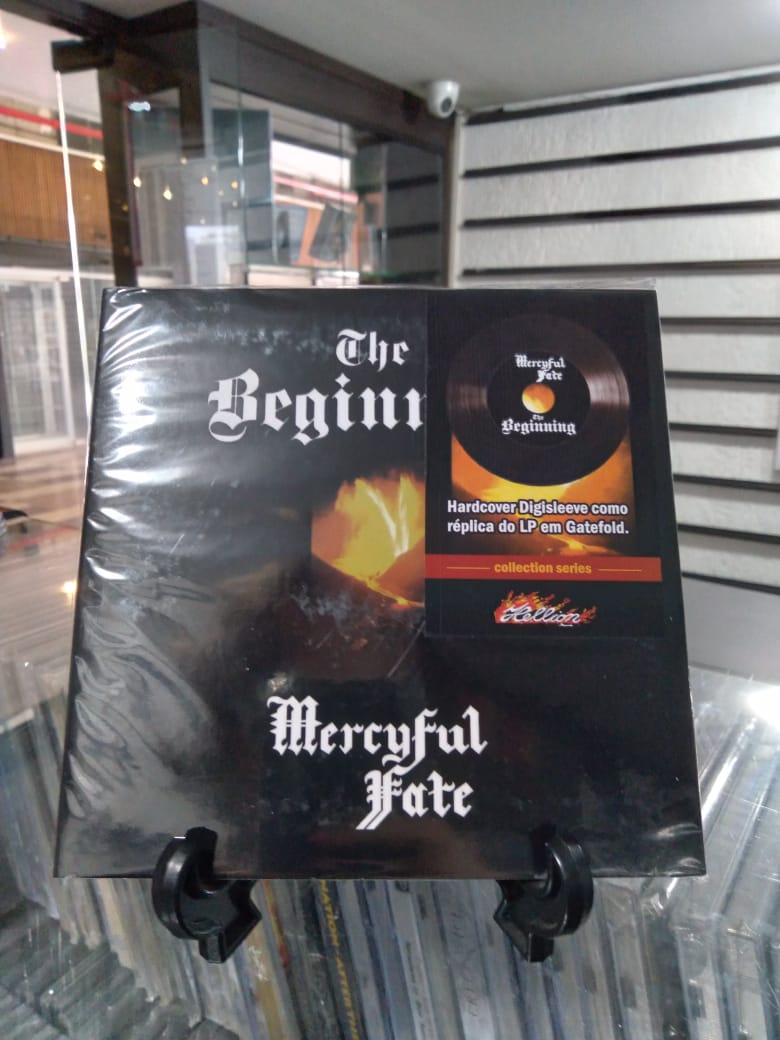 The
Beginn
Mercyful
Fate
Mercyful
Fate
The
Beginning
Hardcover Digisleeve como
réplica do LP em Gatefold.
collection series
Hellion